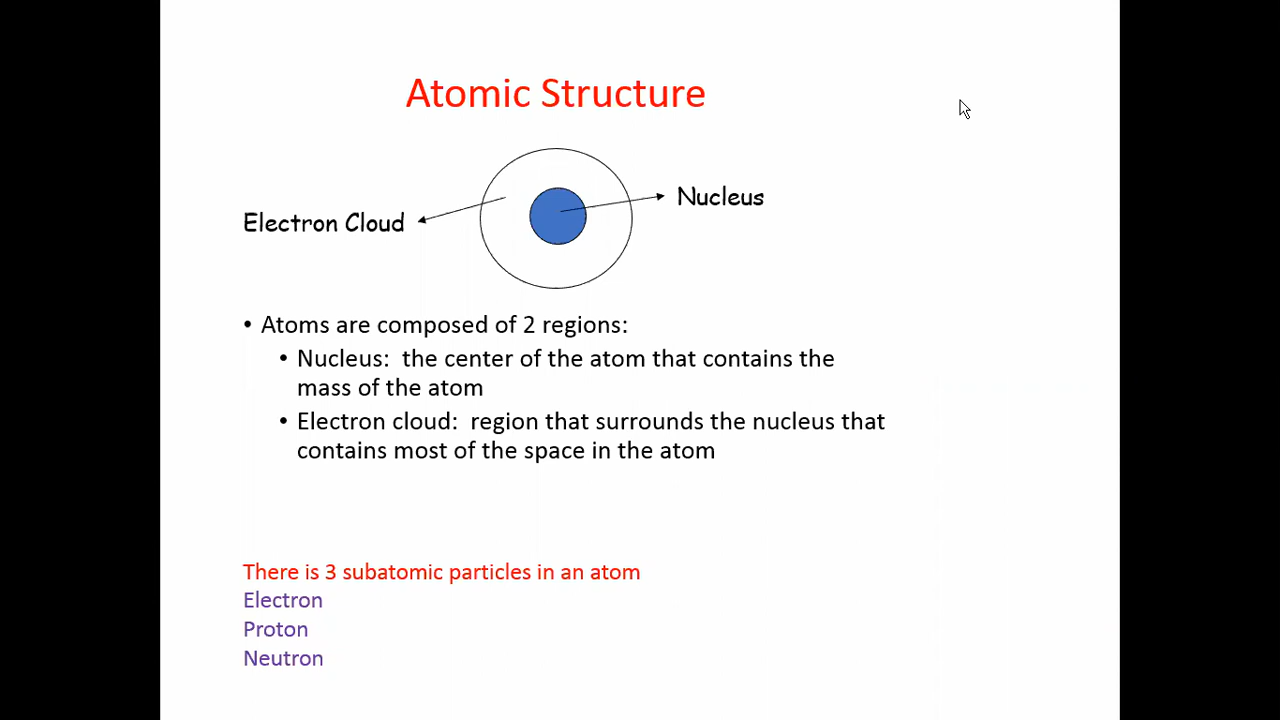 Atomic Structure
Nucleus
Electron Cloud
• Atoms are composed of 2 regions:
• Nucleus:  the center of the atom that contains the
mass of the atom
• Electron cloud:  region that surrounds the nucleus that
contains most of the space in the atom
There is 3 subatomic particles in an atom
Electron
Proton
Neutron